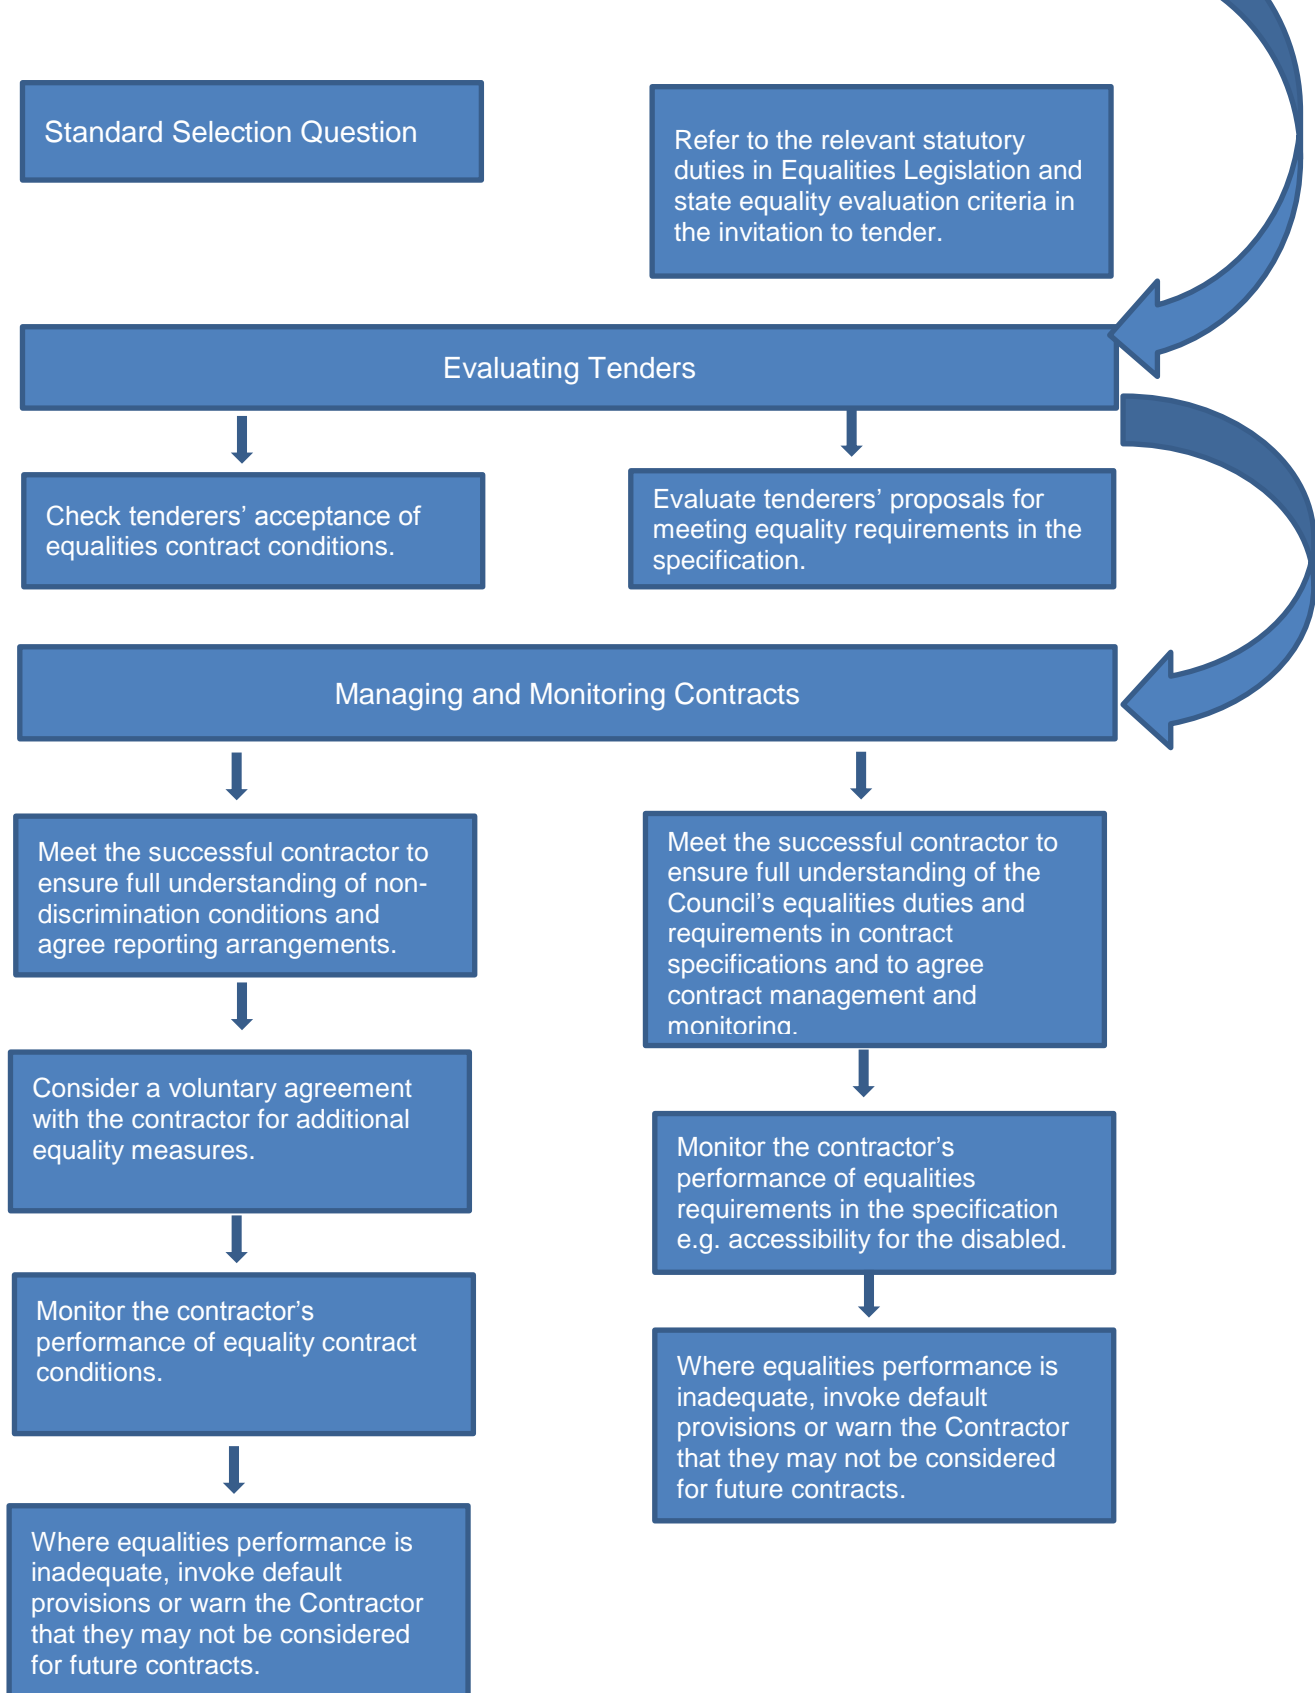 Standard Selection Question
Refer to the relevant statutory
duties in Equalities Legislation and
state equality evaluation criteria in
the invitation to tender.
Evaluating Tenders
Check tenderers’ acceptance of
equalities contract conditions.
Evaluate tenderers’ proposals for
meeting equality requirements in the
specification.
Managing and Monitoring Contracts
Meet the successful contractor to
ensure full understanding of non-
discrimination conditions and
agree reporting arrangements.
Consider a voluntary agreement
with the contractor for additional
equality measures.
Monitor the contractor’s
performance of equality contract
conditions.
Where equalities performance is
inadequate, invoke default
provisions or warn the Contractor
that they may not be considered
for future contracts.
Meet the successful contractor to
ensure full understanding of the
Council’s equalities duties and
requirements in contract
specifications and to agree
contract management and
monitoring.
Monitor the contractor’s
performance of equalities
requirements in the specification
e.g. accessibility for the disabled.
Where equalities performance is
inadequate, invoke default
provisions or warn the Contractor
that they may not be considered
for future contracts.